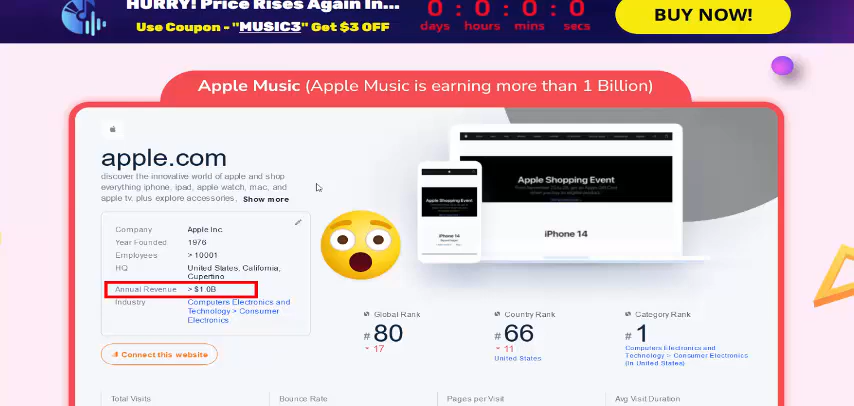 HURRY! Price Rises Again In...
Use Coupon - "MUSIC3" Get $3 OFF
0 : 0 : 0 : 0
days hours mins secs
BUY NOW!
Apple Music (Apple Music is earning more than 1 Billion)
apple.com
discover the innovative world of apple and shop
everything iphone, ipad, apple watch, mac, and
apple tv, plus explore accessories, Show more
Company Apple Inc
Year Founded 1976
Employees > 10001
HQ United States, California,
Cupertino
Annual Revenue > $1.0B
Industry Computers Electronics and
Technology > Consumer
Electronics
Connect this website
Apple Shopping Event
iPhone 14
Apple Shopping Event
iPhone 14
Global Rank
# 80
17
Country Rank
# 66
11
United States
Category Rank
# 1
Computers Electronics and
Technology > Consumer Electronics
(In United States)
Total Visits Bounce Rate Pages per Visit Avg Visit Duration